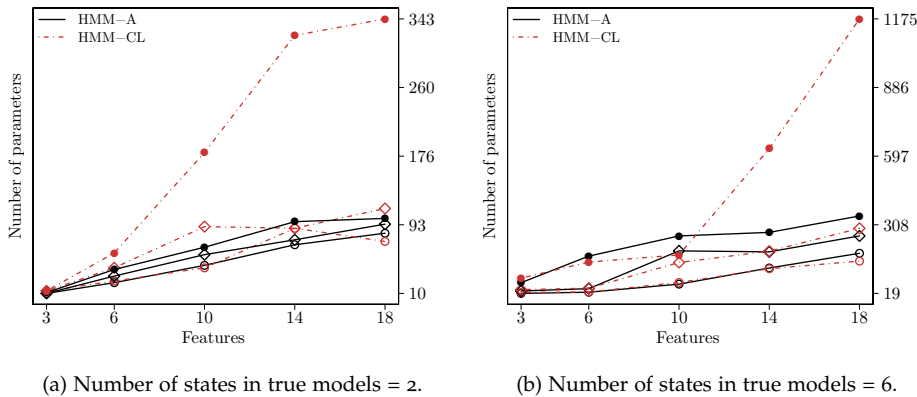 HMM−A
HMM−CL
Number of parameters
343
260
176
93
10
3 6 10 14 18
Features
(a) Number of states in true models = 2.
HMM−A
HMM−CL
Number of parameters
1175
886
597
308
19
3 6 10 14 18
Features
(b) Number of states in true models = 6.